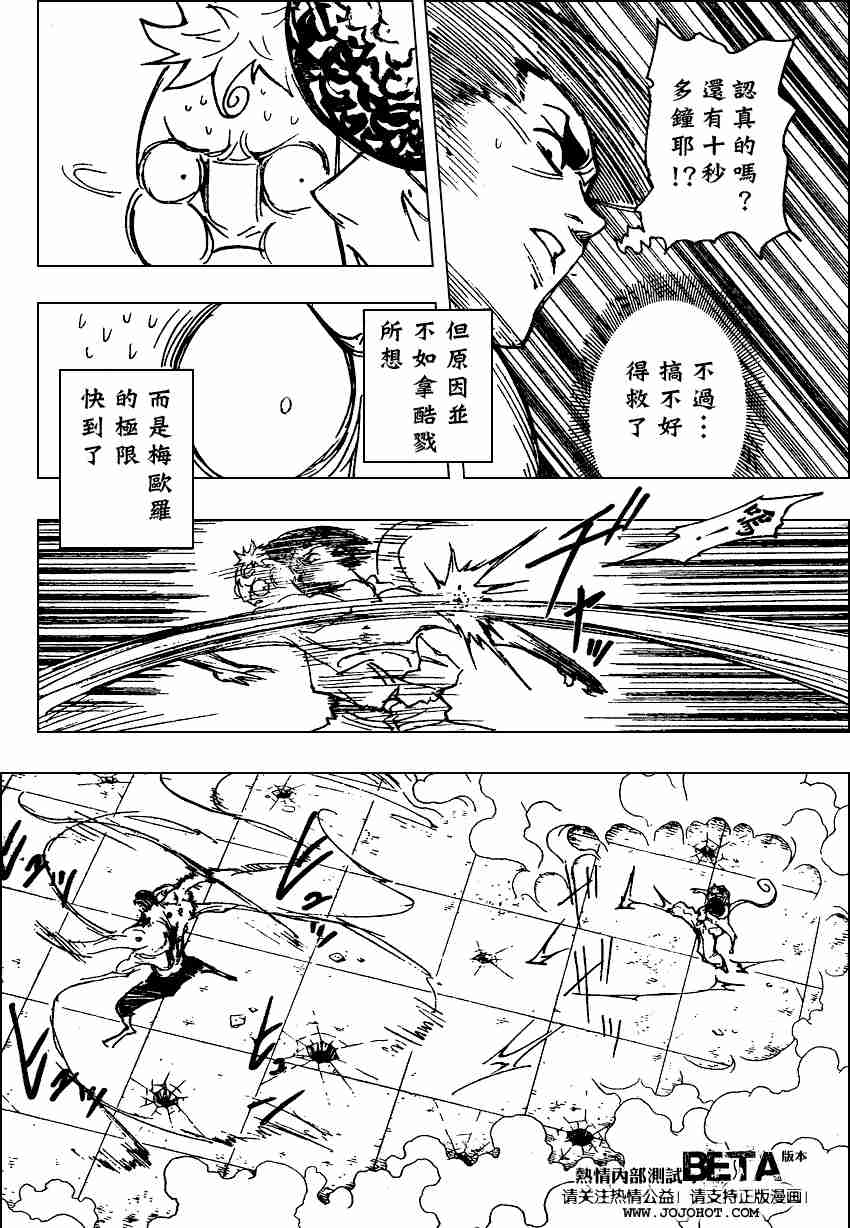 認真的嗎？
還有十秒
多鐘耶!?
不過…
搞不好
得救了
但原因並
不如拿酷戮
所想
而是梅歐羅
的極限
快到了
嗚！
熱情內部測試BETA版本
请关注热情公益| 请支持正版漫画|
WWW.JOJOHOT.COM